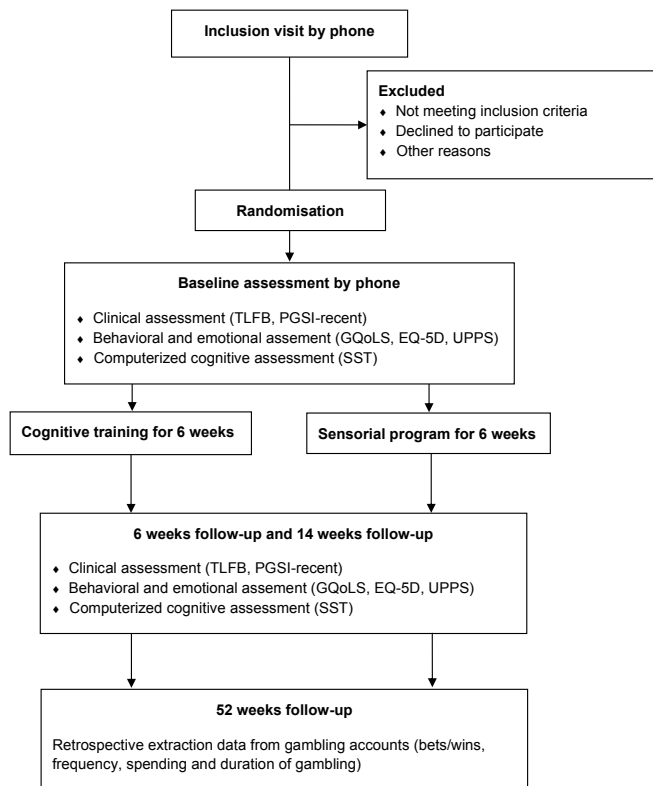 Inclusion visit by phone
Excluded
♦ Not meeting inclusion criteria
♦ Declined to participate
♦ Other reasons
Randomisation
Baseline assessment by phone
♦ Clinical assessment (TLFB, PGSI-recent)
♦ Behavioral and emotional assement (GQoLS, EQ-5D, UPPS)
♦ Computerized cognitive assessment (SST)
Cognitive training for 6 weeks
Sensorial program for 6 weeks
6 weeks follow-up and 14 weeks follow-up
♦ Clinical assessment (TLFB, PGSI-recent)
♦ Behavioral and emotional assement (GQoLS, EQ-5D, UPPS)
♦ Computerized cognitive assessment (SST)
52 weeks follow-up
Retrospective extraction data from gambling accounts (bets/wins,
frequency, spending and duration of gambling)